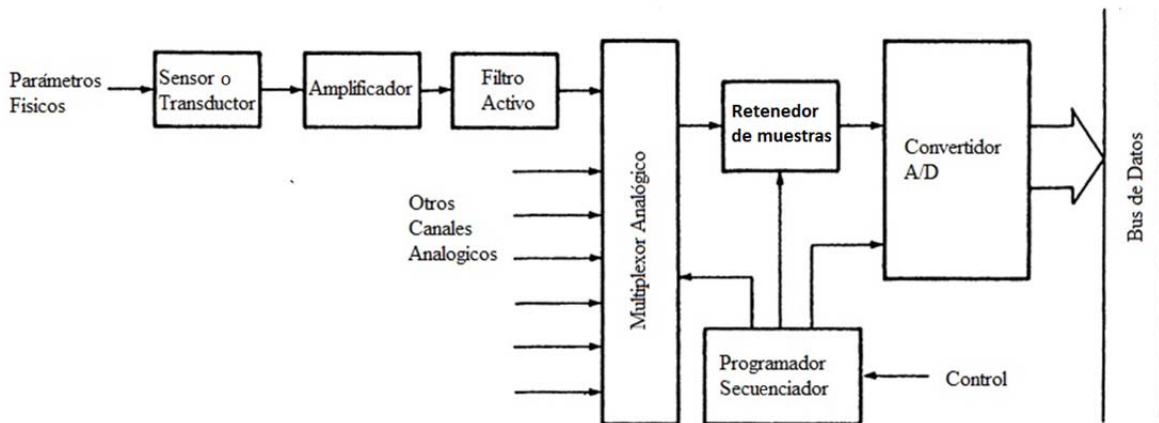 Parámetros
Fisicos
Sensor o
Transductor
Amplificador
Filtro
Activo
Otros
Canales
Analogicos
Multiplexor Analógico
Retenedor
de muestras
Convertidor
A/D
Bus de Datos
Programador
Secuenciador
Control